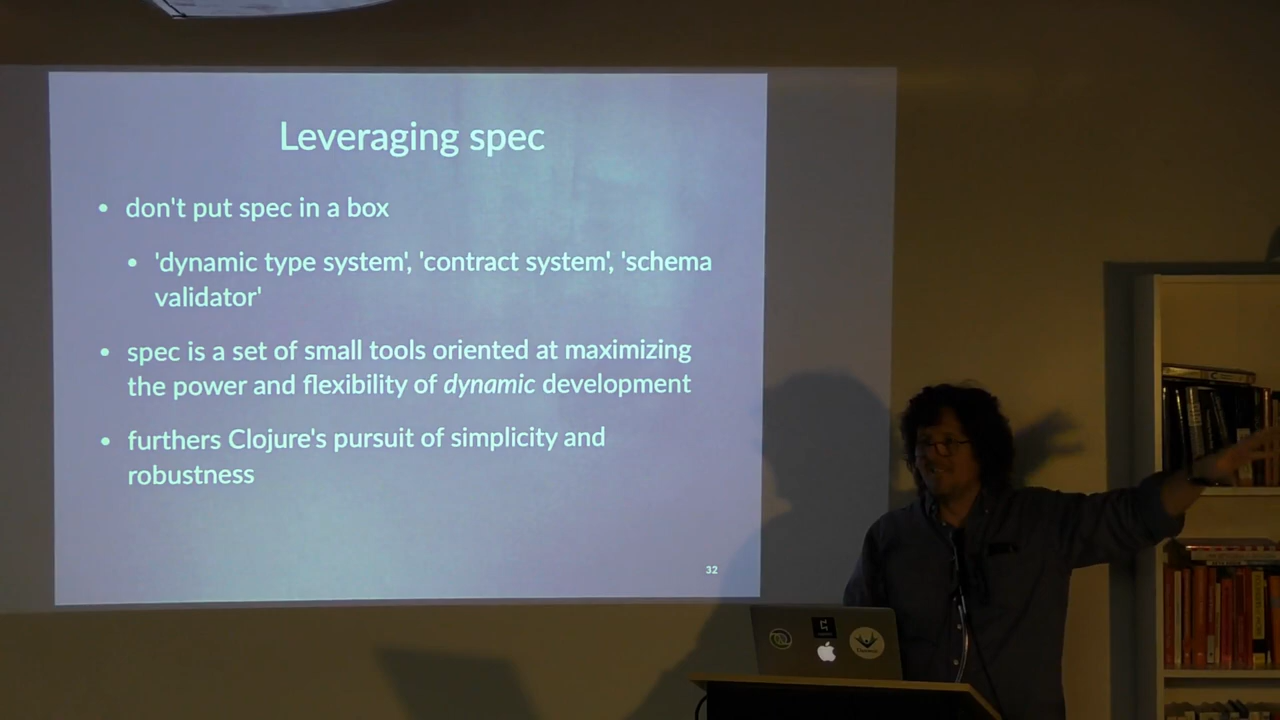 Leveraging spec
• don't put spec in a box
• 'dynamic type system', 'contract system', 'schema
validator'
• spec is a set of small tools oriented at maximizing
the power and flexibility of dynamic development
• furthers Clojure's pursuit of simplicity and
robustness
32